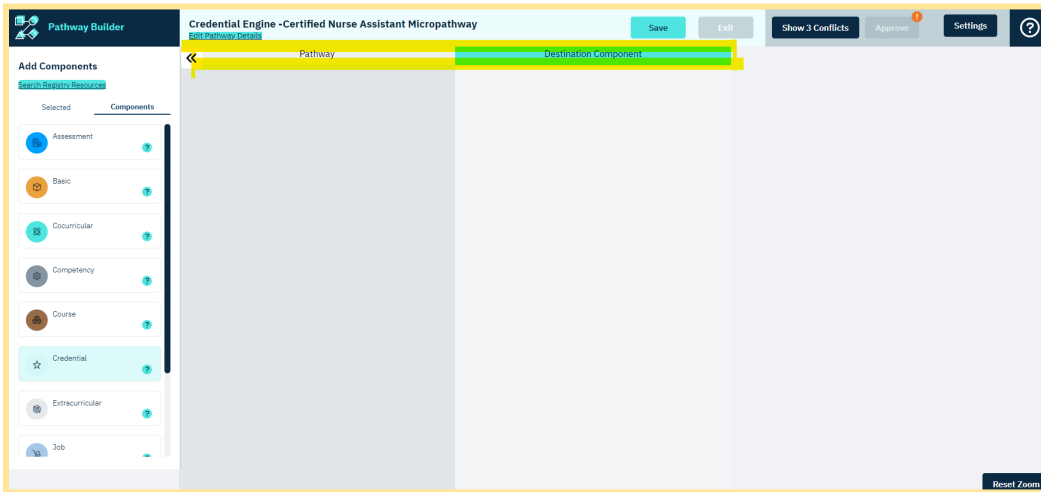 Pathway Builder
Credential Engine -Certified Nurse Assistant Micropathway
Edit Pathway Details
Save
Exit
Show 3 Conflicts
Approve
!
Settings
?
Add Components
Search Registry Resources
Selected
Components
Pathway
Destination Component
Assessment
?
Basic
?
Cocurricular
?
Competency
?
Course
?
Credential
?
Extracurricular
?
Job
Reset Zoom